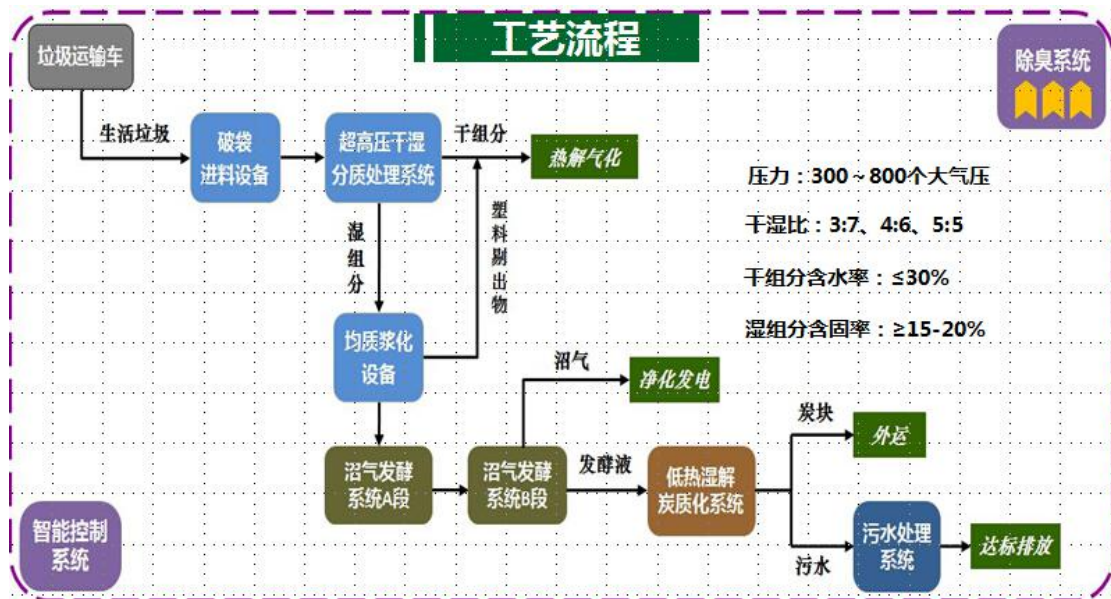 工艺流程
垃圾运输车
除臭系统
生活垃圾
破袋
进料设备
超高压干湿
分质处理系统
干组分
热解气化
压力：300~800个大气压
干湿比：3:7、4:6、5:5
干组分含水率：≤30%
湿组分含固率：≥15-20%
湿组分
塑料剔出物
均质浆化
设备
沼气
净化发电
沼气发酵
系统A段
沼气发酵
系统B段
发酵液
低热湿解
炭质化系统
炭块
外运
污水
污水处理
系统
达标排放
智能控制
系统